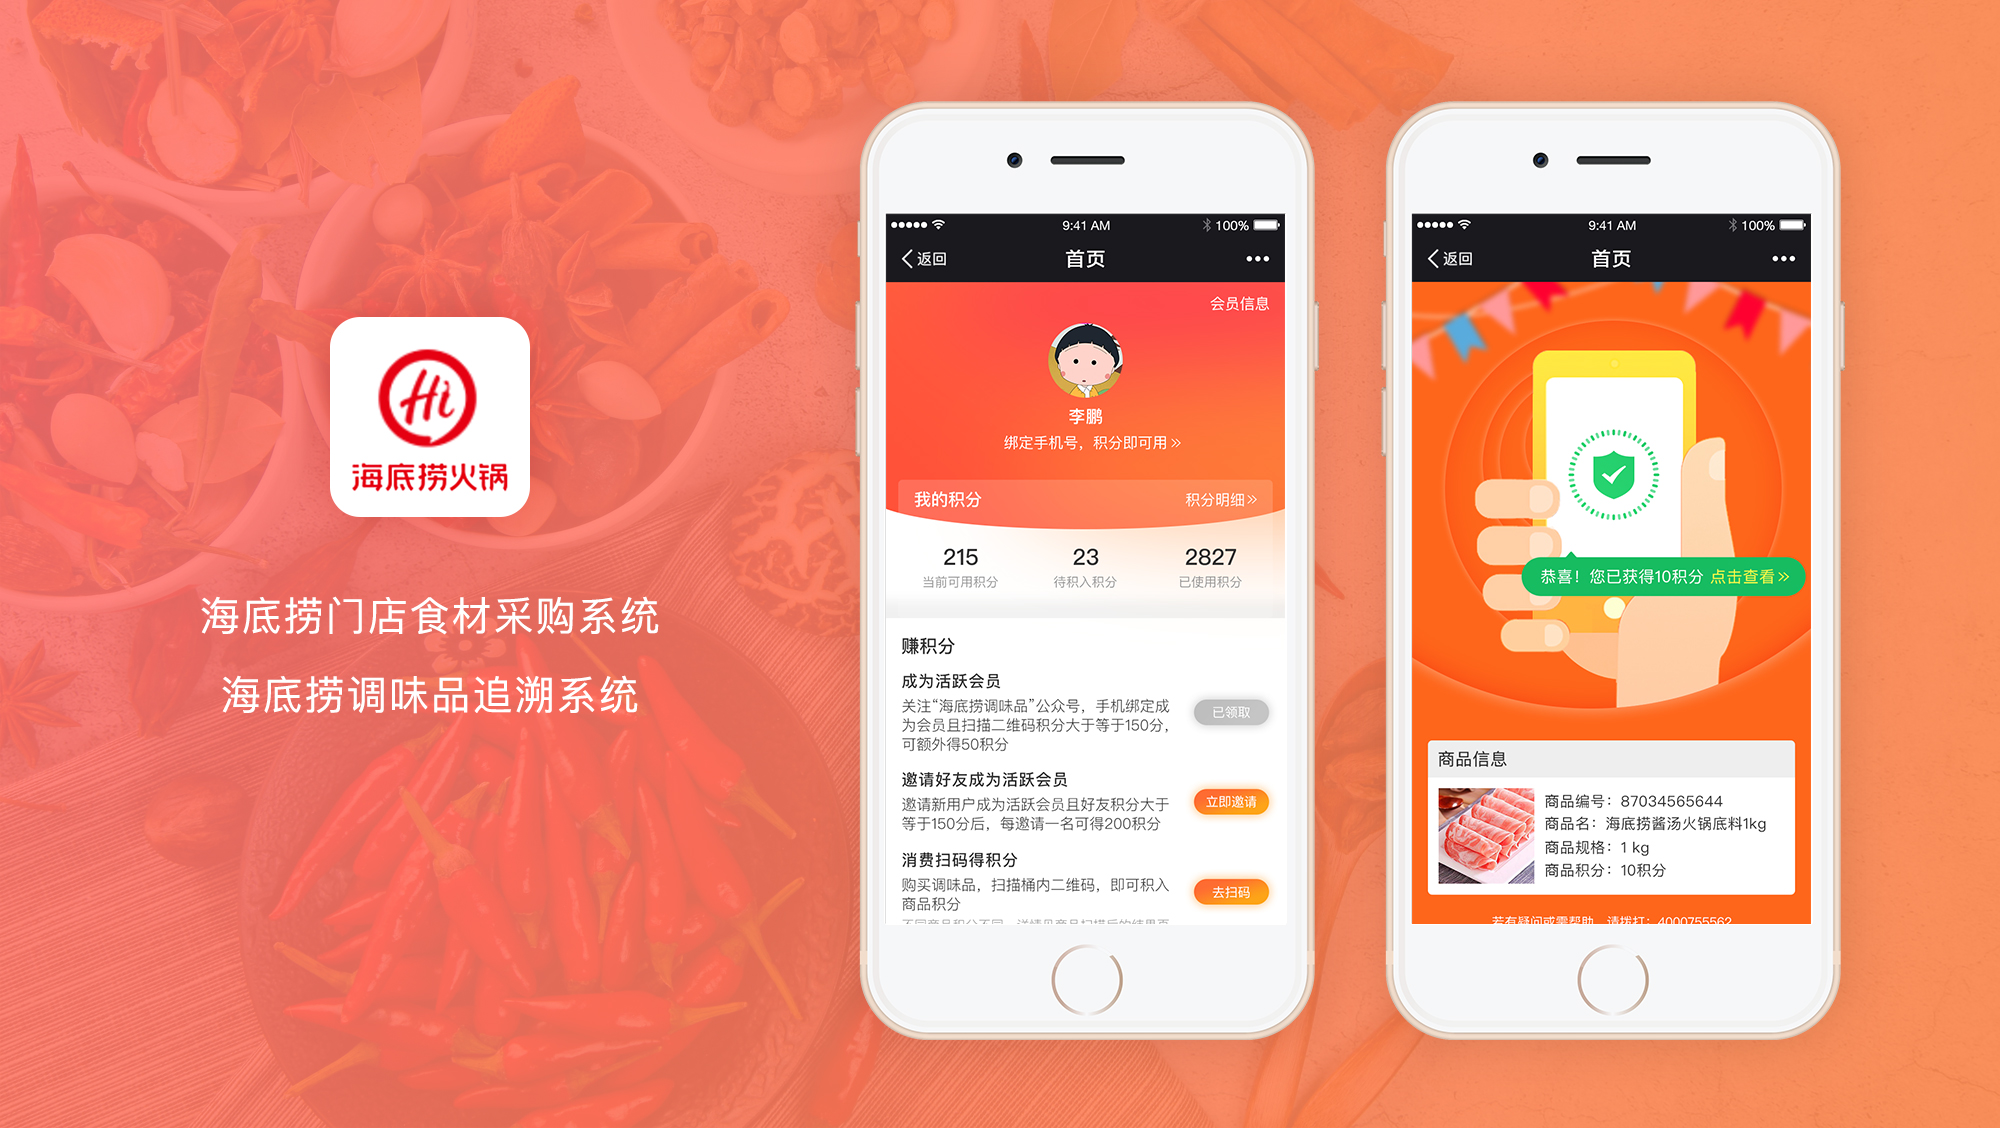 Hi
海底捞火锅
海底捞门店食材采购系统
海底捞调味品追溯系统
9:41 AM
100%
返回
首页
会员信息
李鹏
绑定手机号，积分即可用»
我的积分
积分明细»
215
23
2827
当前可用积分
待积入积分
已使用积分
赚积分
成为活跃会员
关注“海底捞调味品”公众号，手机绑定成
为会员且扫描二维码积分大于等于150分，
可额外得50积分
已领取
邀请好友成为活跃会员
邀请新用户成为活跃会员且好友积分大于
等于150分后，每邀请一名可得200积分
立即邀请
消费扫码得积分
购买调味品，扫描桶内二维码，即可积入
商品积分
去扫码
9:41 AM
100%
返回
首页
恭喜！您已获得10积分 点击查看»
商品信息
商品编号：87034565644
商品名：海底捞酱汤火锅底料1kg
商品规格：1 kg
商品积分：10积分
若有疑问或需帮助，请拨打：4000755562